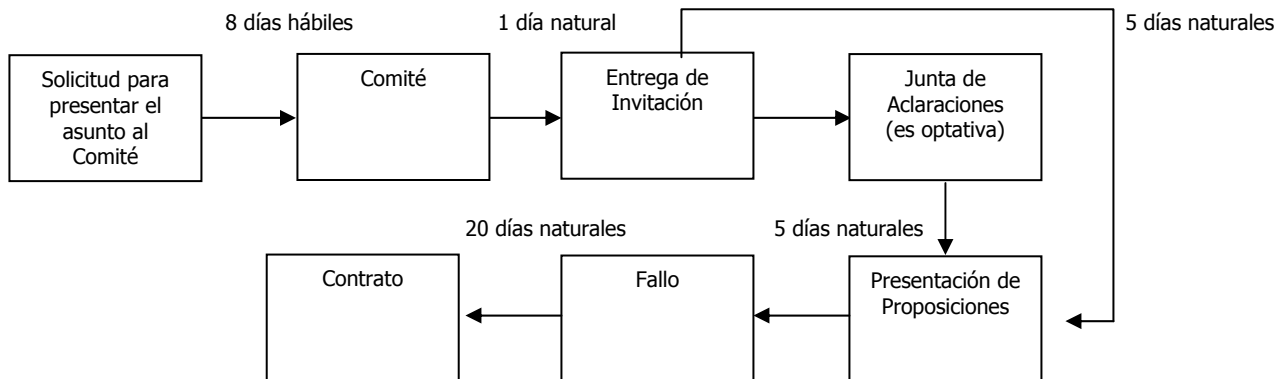 8 días hábiles
1 día natural
5 días naturales
Solicitud para
presentar el
asunto al
Comité
Comité
Entrega de
Invitación
Junta de
Aclaraciones
(es optativa)
20 días naturales
5 días naturales
Contrato
Fallo
Presentación de
Proposiciones